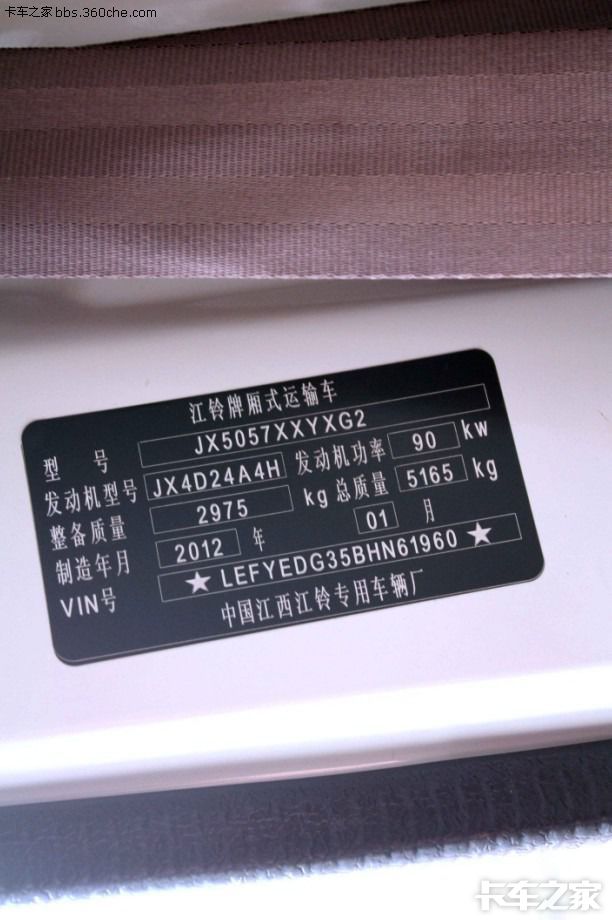 卡车之家bbs.360che.com
江铃牌厢式运输车
型 号 JX5057XXYXG2
发动机型号 JX4D24A4H 发动机功率 90 kw
整备质量 2975 kg 总质量 5165 kg
制造年月 2012 年 01 月
VIN号 ★ LEFYEDG35BHN61960 ★
中国江西江铃专用车辆厂
卡车之家